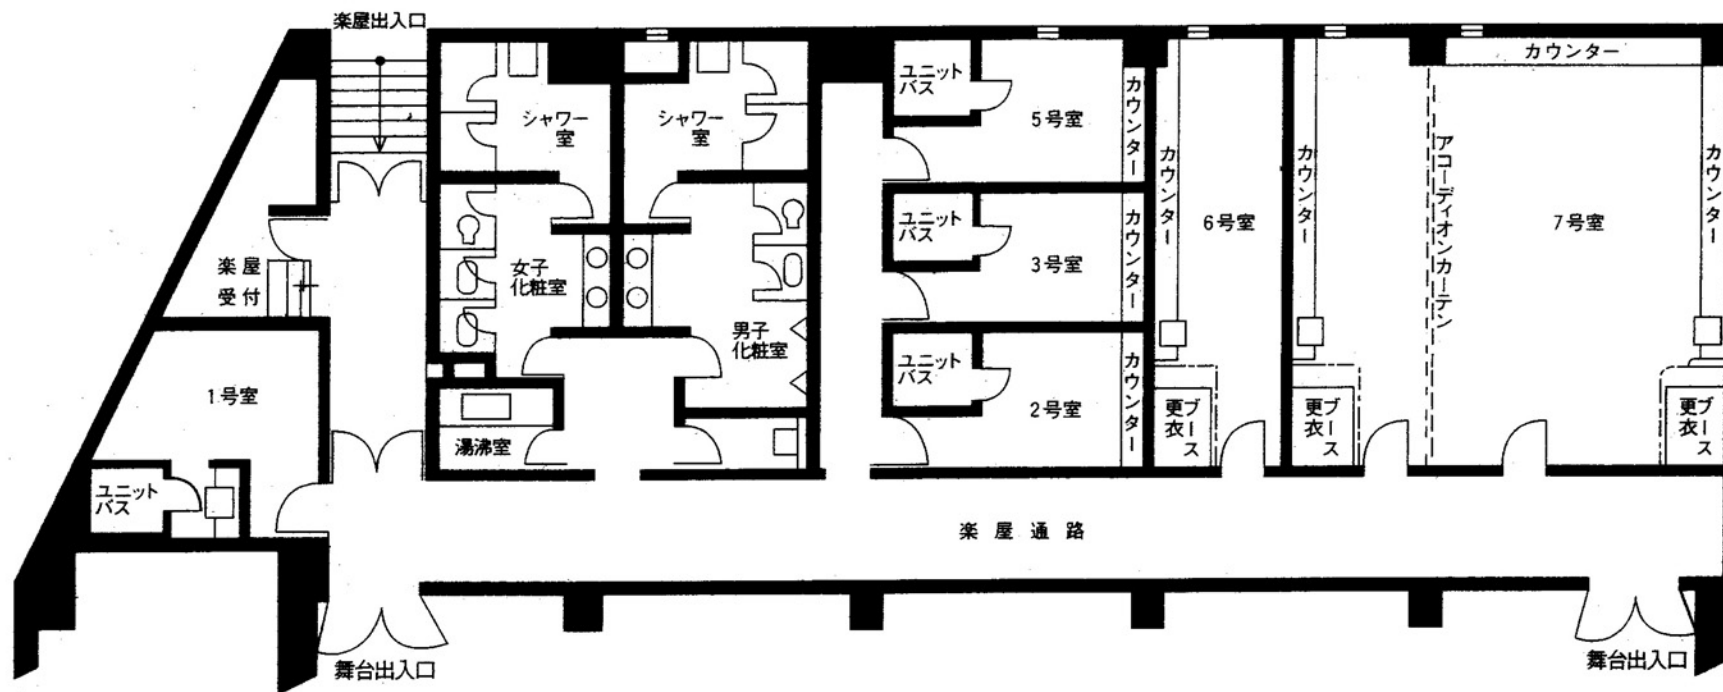 楽屋出入口
シャワー
室
シャワー
室
ユニット
バス
5号室
カウンター
カウンター
6号室
カウンター
アコーディオンカーテン
カウンター
7号室
カウンター
楽屋
受付
女子
化粧室
男子
化粧室
ユニット
バス
3号室
カウンター
1号室
ユニット
バス
湯沸室
ユニット
バス
2号室
カウンター
更衣
ブース
更衣
ブース
更衣
ブース
楽屋通路
舞台出入口
舞台出入口